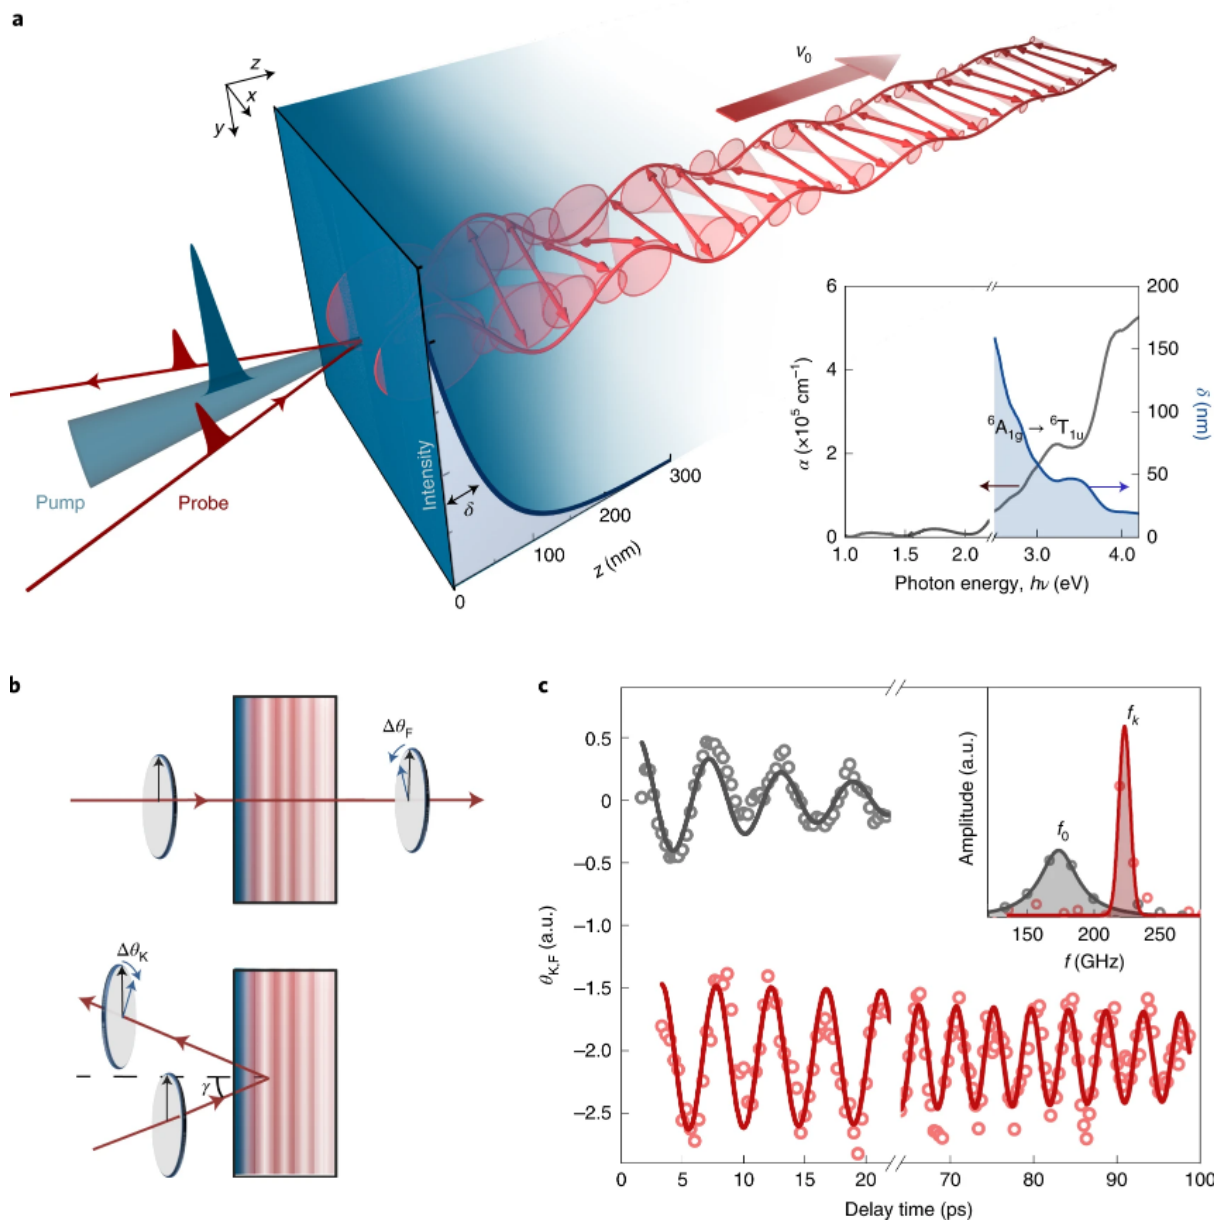 a
z
x
y
v0
Pump
Probe
Intensity
δ
0
100
200
300
z (nm)
α (×10⁵ cm⁻¹)
6
4
2
0
⁶A1g → ⁶T1u
200
150
100
50
0
δ (nm)
1.0 1.5 2.0 3.0 4.0
Photon energy, hν (eV)
b
ΔθF
ΔθK
γ
c
θK,F (a.u.)
0.5
0
−0.5
−1.0
−1.5
−2.0
−2.5
0 5 10 15 20 70 80 90 100
Delay time (ps)
Amplitude (a.u.)
f0
fk
150 200 250
f (GHz)